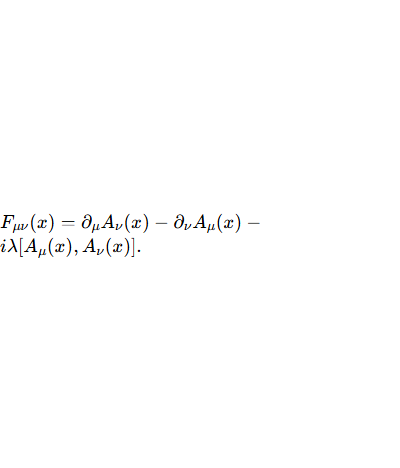 F_{μν}(x) = ∂_μA_ν(x) − ∂_νA_μ(x) −
iλ[A_μ(x), A_ν(x)].